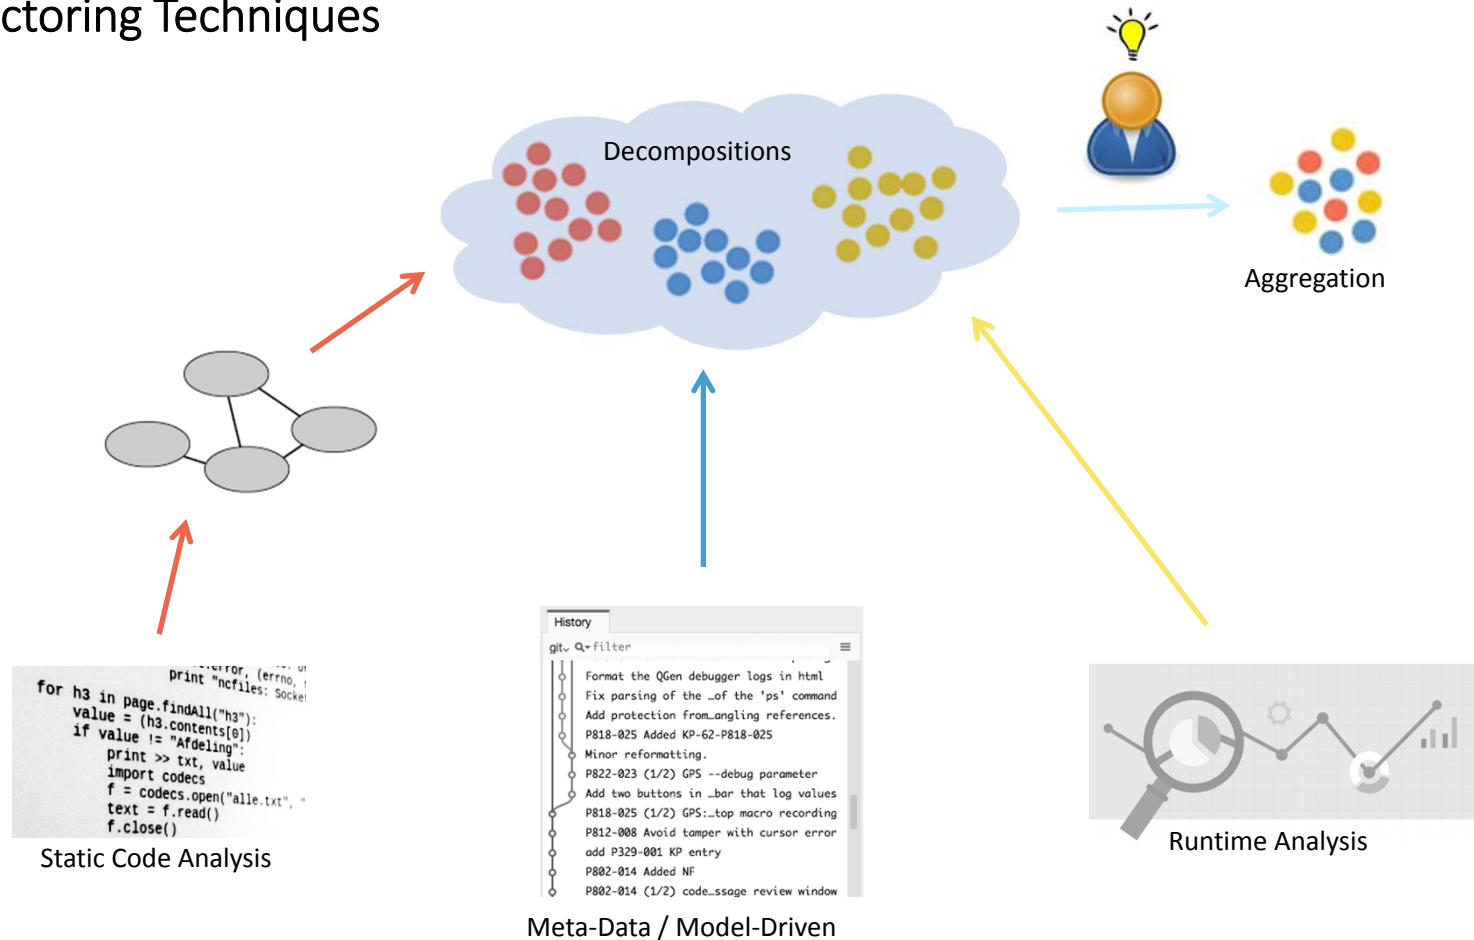 ctoring Techniques
Decompositions
Aggregation
print "ncfiles: Socke
for h3 in page.findAll("h3"):
value = (h3.contents[0])
if value != "Afdeling":
print >> txt, value
import codecs
f = codecs.open("alle.txt", "
text = f.read()
f.close()
Static Code Analysis
History
git filter
Format the QGen debugger logs in html
Fix parsing of the …of the 'ps' command
Add protection from…angling references.
P818-025 Added KP-62-P818-025
Minor reformatting.
P822-023 (1/2) GPS --debug parameter
Add two buttons in …bar that log values
P818-025 (1/2) GPS:…top macro recording
P812-008 Avoid tamper with cursor error
add P329-001 KP entry
P802-014 Added NF
P802-014 (1/2) code…ssage review window
Meta-Data / Model-Driven
Runtime Analysis